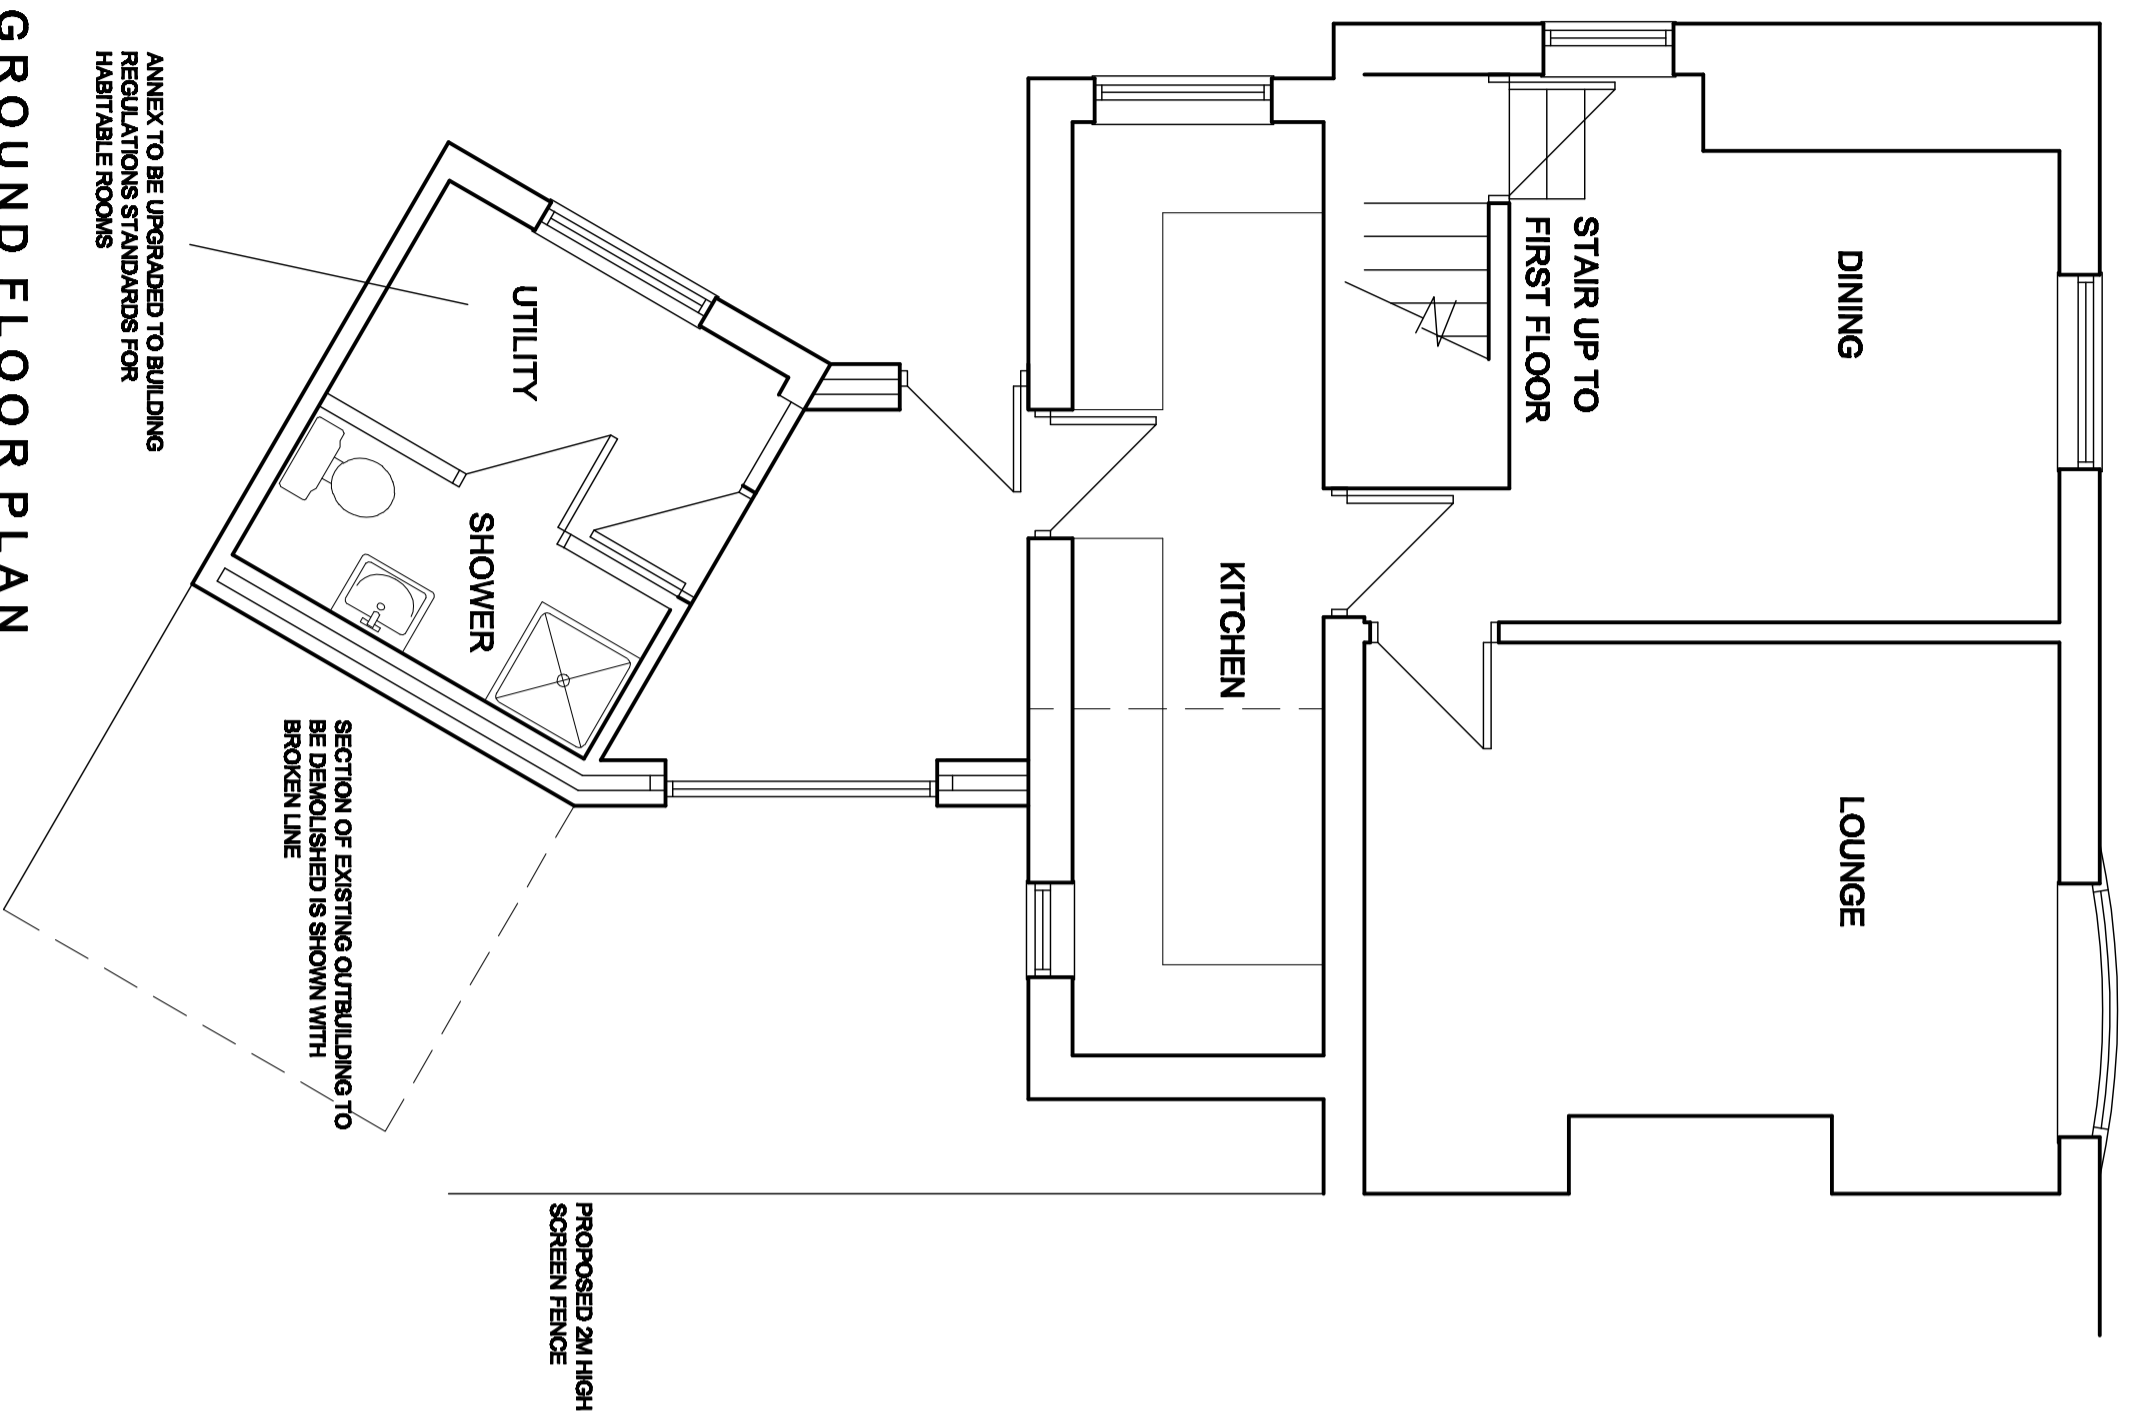 DINING
LOUNGE
STAIR UP TO
FIRST FLOOR
KITCHEN
UTILITY
SHOWER
PROPOSED 2M HIGH
SCREEN FENCE
SECTION OF EXISTING OUTBUILDING TO
BE DEMOLISHED IS SHOWN WITH
BROKEN LINE
ANNEX TO BE UPGRADED TO BUILDING
REGULATIONS STANDARDS FOR
HABITABLE ROOMS
GROUND FLOOR PLAN